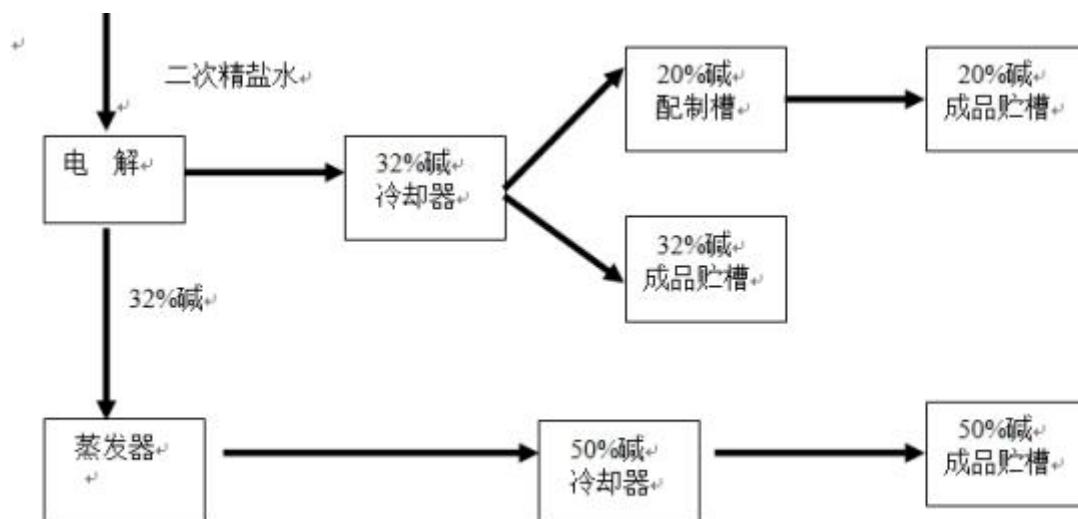 二次精盐水
电 解
32%碱
冷却器
20%碱
配制槽
20%碱
成品贮槽
32%碱
成品贮槽
32%碱
蒸发器
50%碱
冷却器
50%碱
成品贮槽